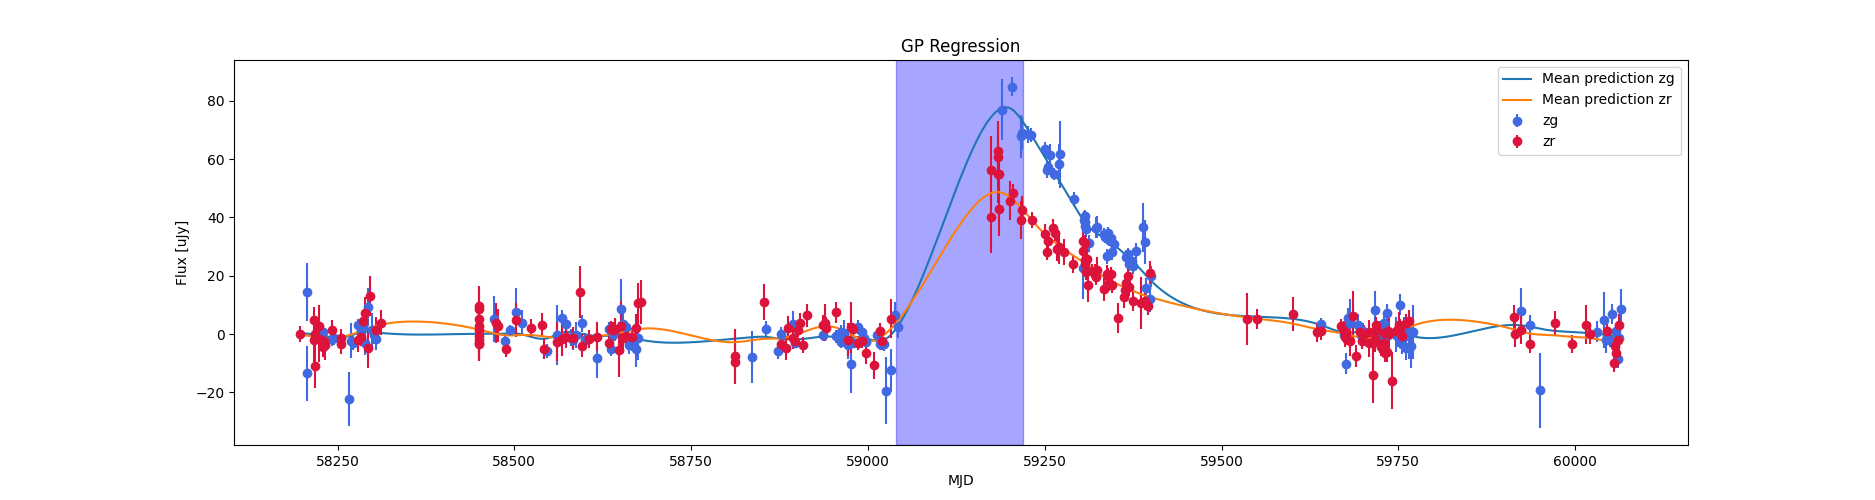 GP Regression
Flux [uJy]
80
60
40
20
0
−20
58250 58500 58750 59000 59250 59500 59750 60000
MJD
Mean prediction zg
Mean prediction zr
zg
zr